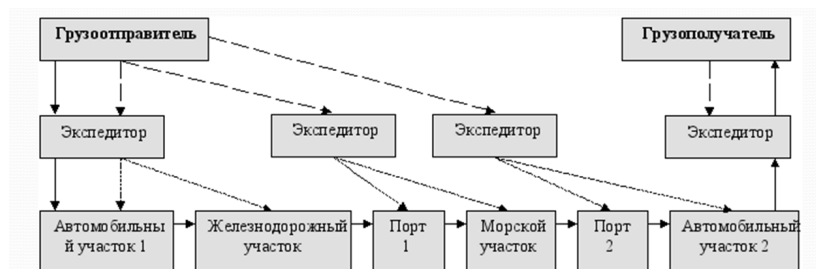 Грузоотправитель
Грузополучатель
Экспедитор
Экспедитор
Экспедитор
Экспедитор
Автомобильны
й участок 1
Железнодорожный
участок
Порт
1
Морской
участок
Порт
2
Автомобильный
участок 2